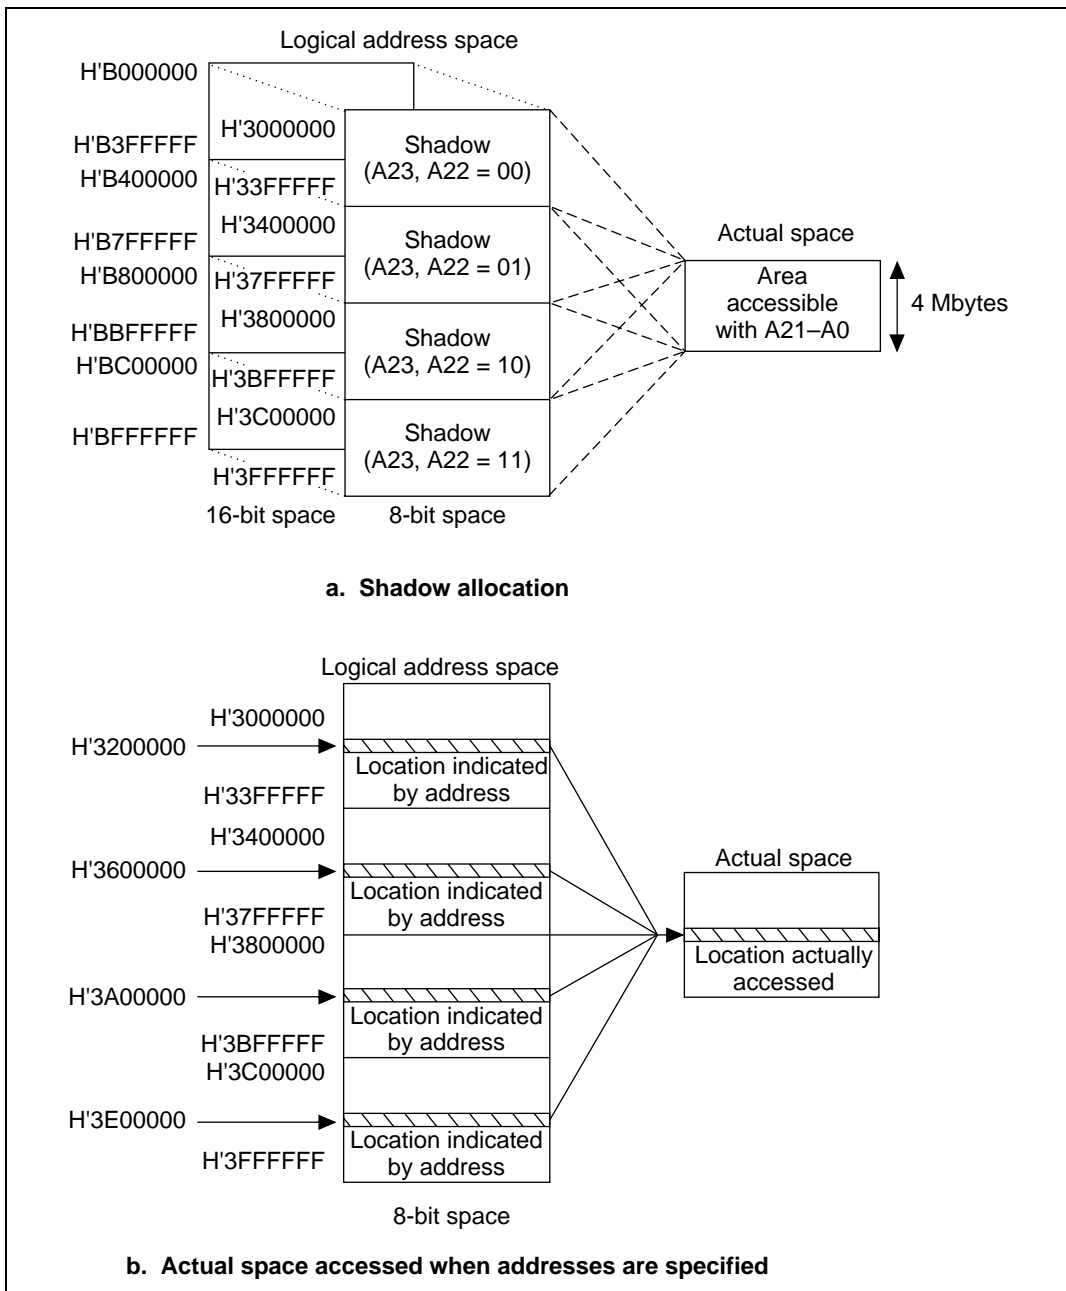 Logical address space
H'B000000
H'3000000
H'B3FFFFF
H'B400000
H'33FFFFF
H'3400000
H'B7FFFFF
H'B800000
H'37FFFFF
H'3800000
H'BBFFFFF
H'BC00000
H'3BFFFFF
H'3C00000
H'BFFFFFF
H'3FFFFFF
Shadow
(A23, A22 = 00)
Shadow
(A23, A22 = 01)
Shadow
(A23, A22 = 10)
Shadow
(A23, A22 = 11)
16-bit space
8-bit space
Actual space
Area
accessible
with A21–A0
4 Mbytes
a. Shadow allocation
Logical address space
H'3000000
H'3200000
Location indicated
by address
H'33FFFFF
H'3400000
H'3600000
Location indicated
by address
H'37FFFFF
H'3800000
H'3A00000
Location indicated
by address
H'3BFFFFF
H'3C00000
H'3E00000
Location indicated
by address
H'3FFFFFF
8-bit space
Actual space
Location actually
accessed
b. Actual space accessed when addresses are specified